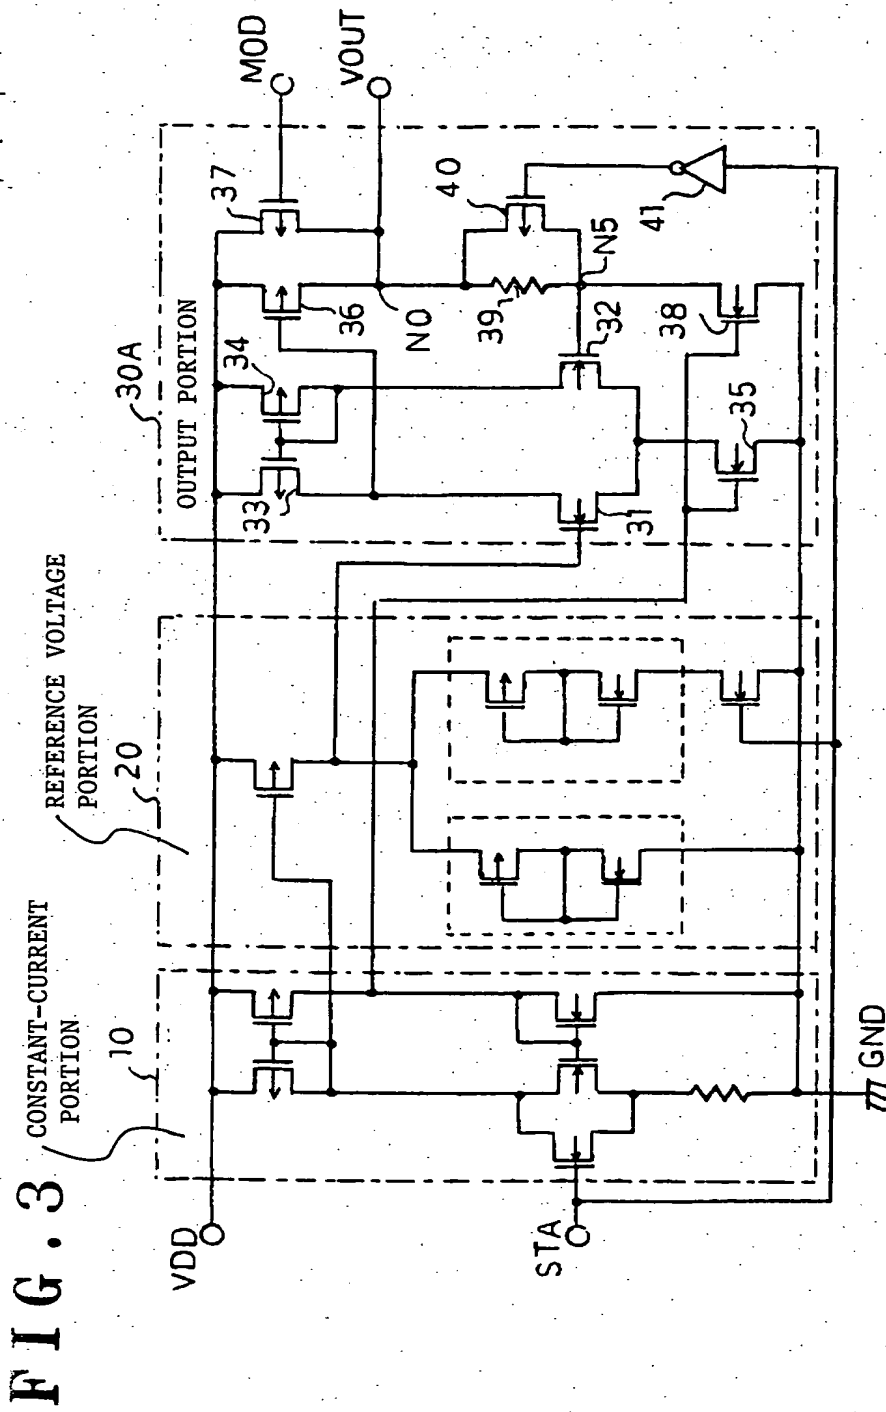 FIG.3
CONSTANT-CURRENT
PORTION
10
REFERENCE VOLTAGE
PORTION
20
30A
OUTPUT PORTION
VDD
STA
GND
MOD
VOUT
33
34
36
37
N0
39
40
N5
31
32
35
38
41